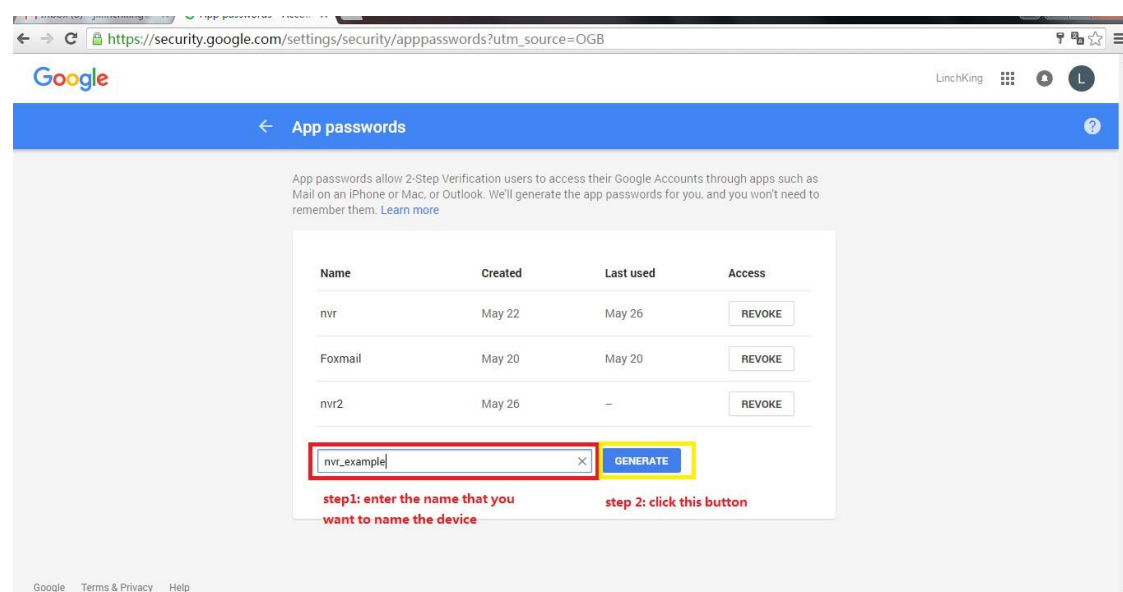 https://security.google.com/settings/security/apppasswords?utm_source=OGB
Google
LinchKing
L
App passwords
?
App passwords allow 2-Step Verification users to access their Google Accounts through apps such as
Mail on an iPhone or Mac, or Outlook. We'll generate the app passwords for you, and you won't need to
remember them. Learn more
Name Created Last used Access
nvr May 22 May 26 REVOKE
Foxmail May 20 May 20 REVOKE
nvr2 May 26 – REVOKE
nvr_example GENERATE
step1: enter the name that you
want to name the device
step 2: click this button
Google Terms & Privacy Help